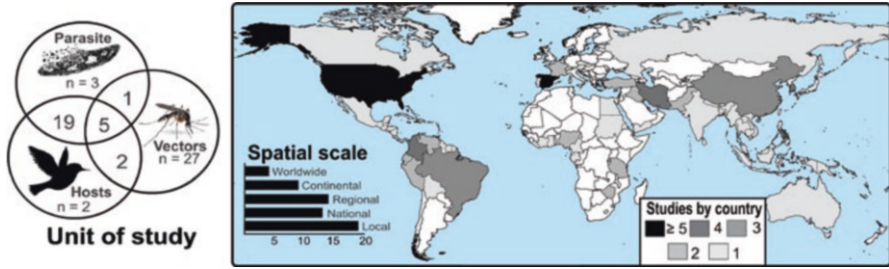 Parasite
n = 3
1
19
5
Vectors
n = 27
2
Hosts
n = 2
Unit of study
Spatial scale
Worldwide
Continental
Regional
National
Local
5 10 15 20
Studies by country
≥ 5 4 3
2 1